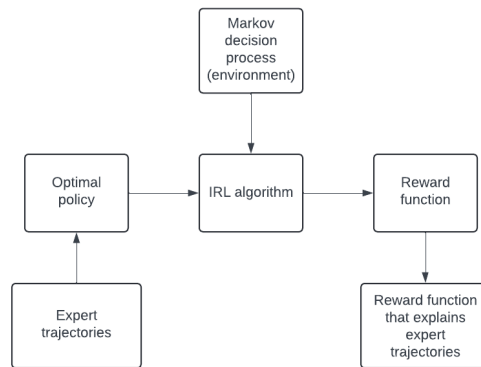 Markov
decision
process
(environment)
Optimal
policy
IRL algorithm
Reward
function
Expert
trajectories
Reward function
that explains
expert
trajectories